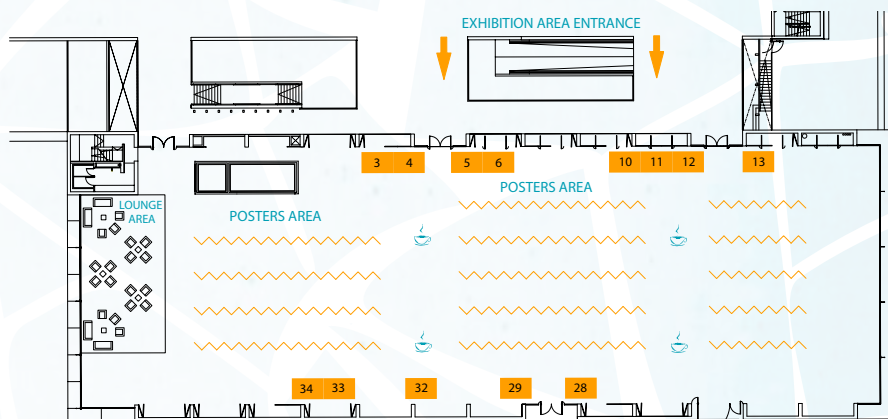 EXHIBITION AREA ENTRANCE
3 4 5 6 10 11 12 13
POSTERS AREA
LOUNGE
AREA
POSTERS AREA
34 33 32 29 28